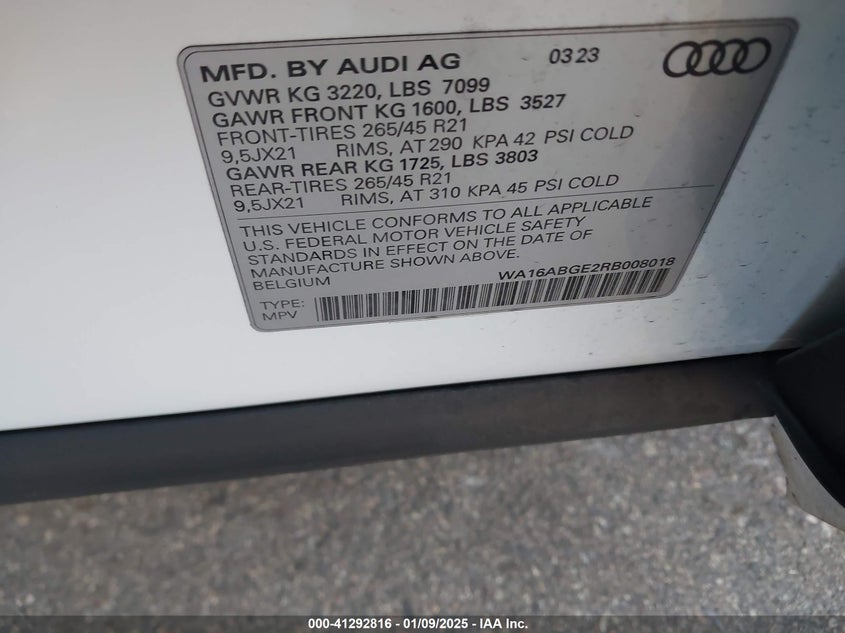 MFD. BY AUDI AG 03 23
GVWR KG 3220, LBS 7099
GAWR FRONT KG 1600, LBS 3527
FRONT-TIRES 265/45 R21
9,5JX21 RIMS, AT 290 KPA 42 PSI COLD
GAWR REAR KG 1725, LBS 3803
REAR-TIRES 265/45 R21
9,5JX21 RIMS, AT 310 KPA 45 PSI COLD
THIS VEHICLE CONFORMS TO ALL APPLICABLE
U.S. FEDERAL MOTOR VEHICLE SAFETY
STANDARDS IN EFFECT ON THE DATE OF
MANUFACTURE SHOWN ABOVE.
BELGIUM WA16ABGE2RB008018
TYPE:
MPV
000-41292816 - 01/09/2025 - IAA Inc.